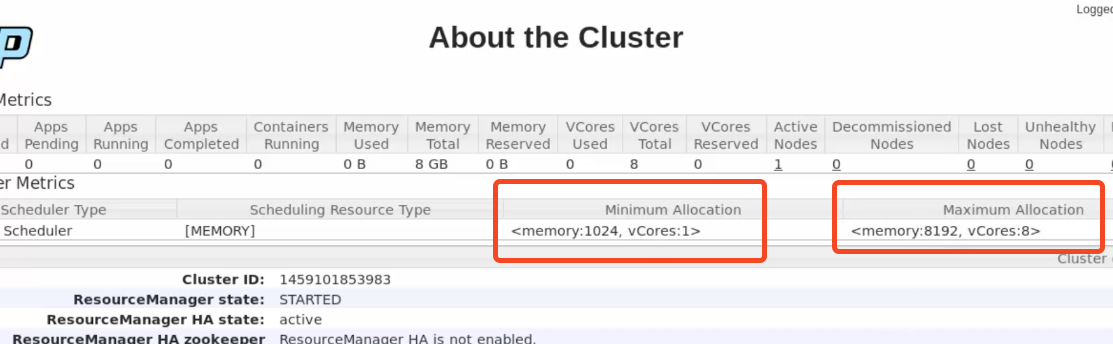 Logged
About the Cluster
Metrics
d Apps Pending Apps Running Apps Completed Containers Running Memory Used Memory Total Memory Reserved VCores Used VCores Total VCores Reserved Active Nodes Decommissioned Nodes Lost Nodes Unhealthy Nodes
0 0 0 0 0 B 8 GB 0 B 0 8 0 1 0 0 0
er Metrics
Scheduler Type Scheduling Resource Type Minimum Allocation Maximum Allocation
Scheduler [MEMORY] <memory:1024, vCores:1> <memory:8192, vCores:8>
Cluster
Cluster ID: 1459101853983
ResourceManager state: STARTED
ResourceManager HA state: active
ResourceManager HA zookeeper ResourceManager HA is not enabled.